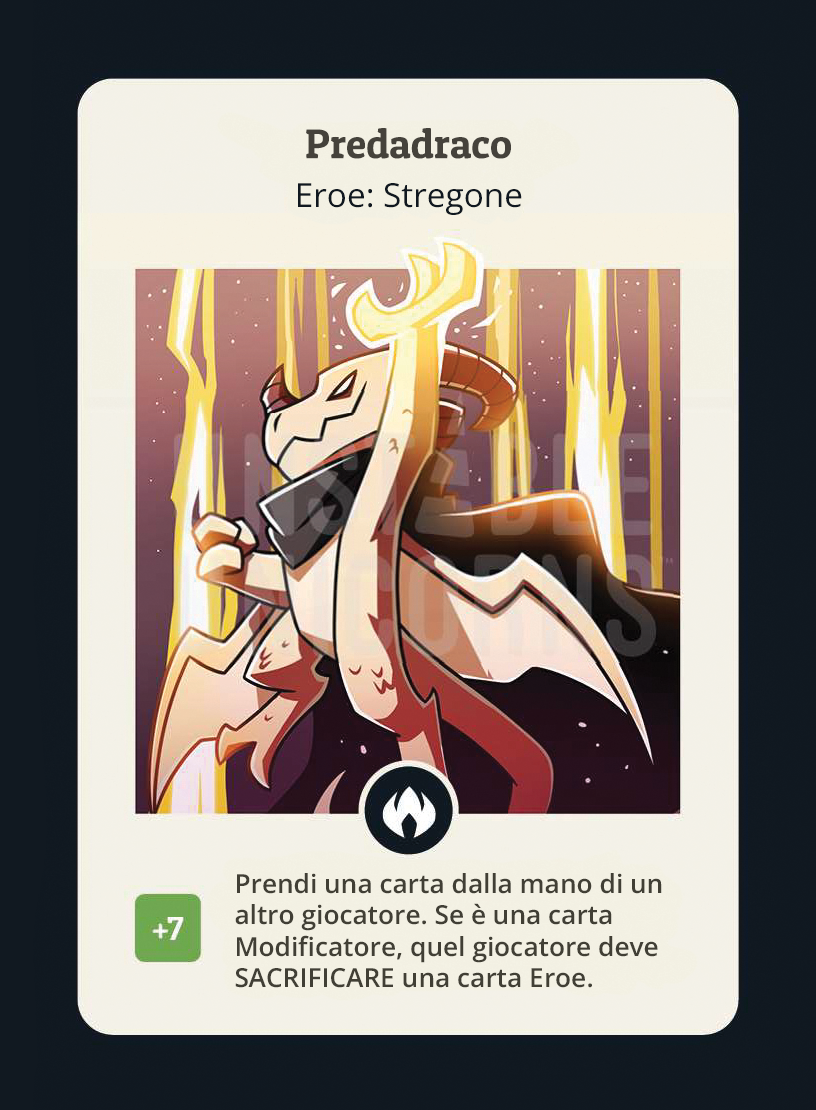 Predadraco
Eroe: Stregone
UNSTABLE
UNICORNS™
+7
Prendi una carta dalla mano di un
altro giocatore. Se è una carta
Modificatore, quel giocatore deve
SACRIFICARE una carta Eroe.